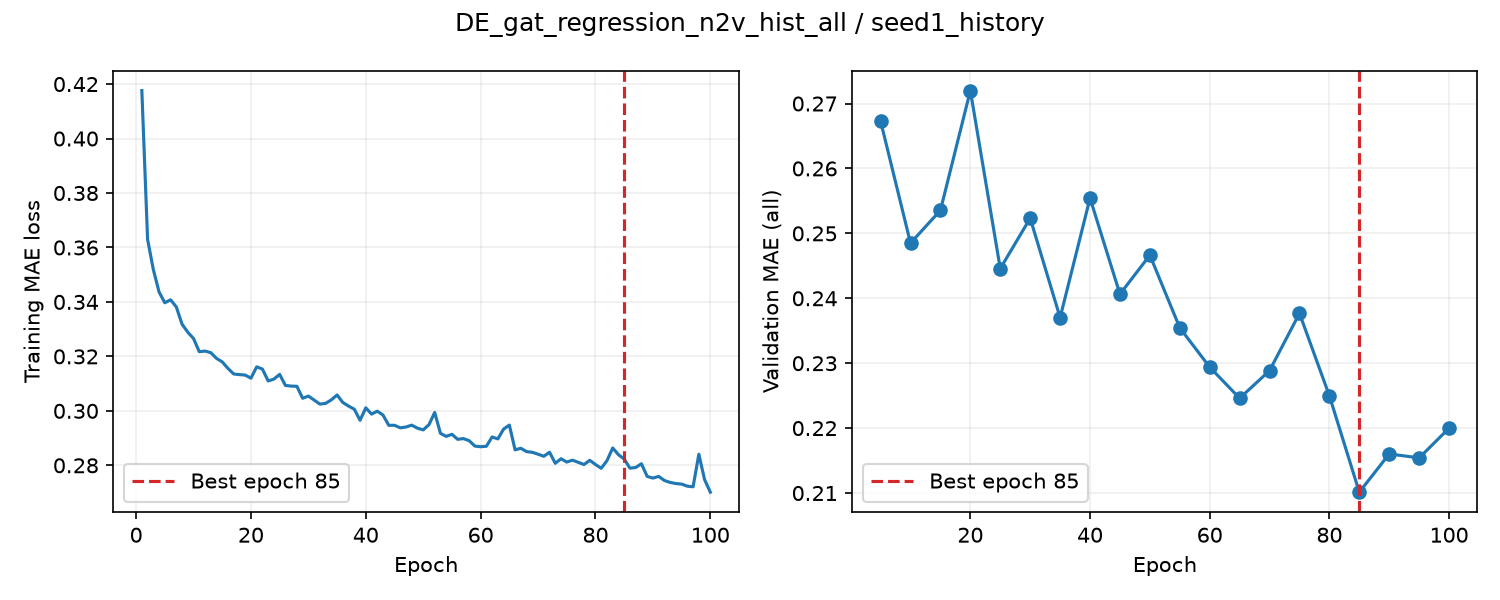 DE_gat_regression_n2v_hist_all / seed1_history
Training MAE loss
0.42
0.40
0.38
0.36
0.34
0.32
0.30
0.28
Best epoch 85
0 20 40 60 80 100
Epoch
Validation MAE (all)
0.27
0.26
0.25
0.24
0.23
0.22
0.21
Best epoch 85
20 40 60 80 100
Epoch